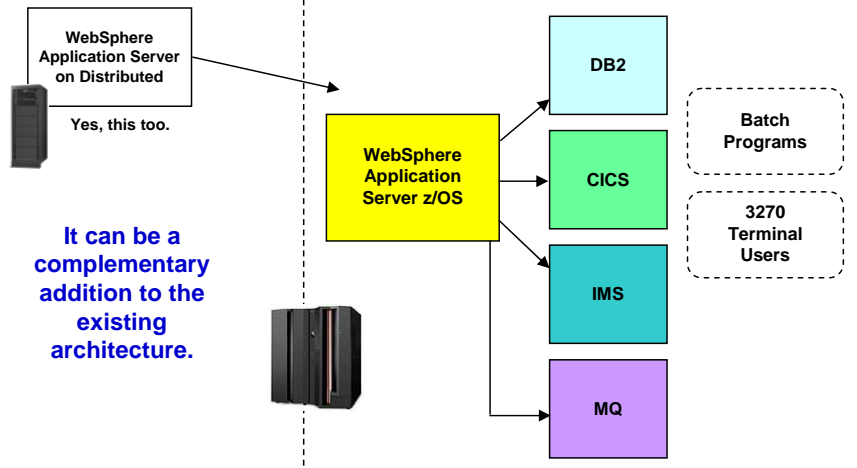 WebSphere
Application Server
on Distributed
Yes, this too.
It can be a
complementary
addition to the
existing
architecture.
WebSphere
Application
Server z/OS
DB2
CICS
IMS
MQ
Batch
Programs
3270
Terminal
Users